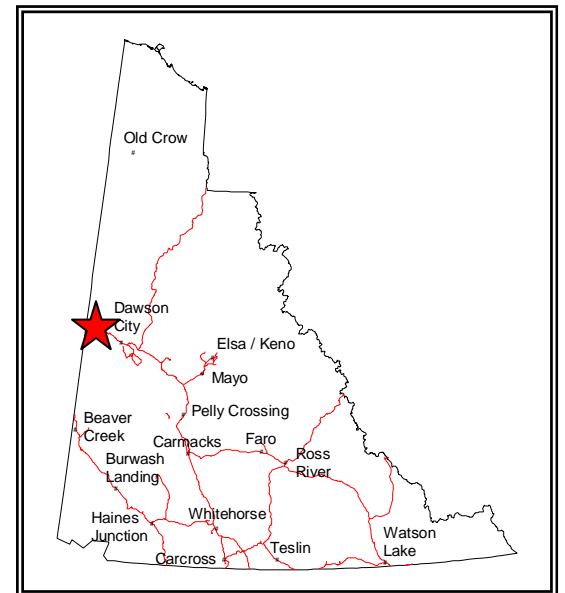 Old Crow
Dawson
City
Elsa / Keno
Mayo
Pelly Crossing
Beaver
Creek
Carmacks
Faro
Ross
River
Burwash
Landing
Haines
Junction
Whitehorse
Watson
Lake
Carcross
Teslin